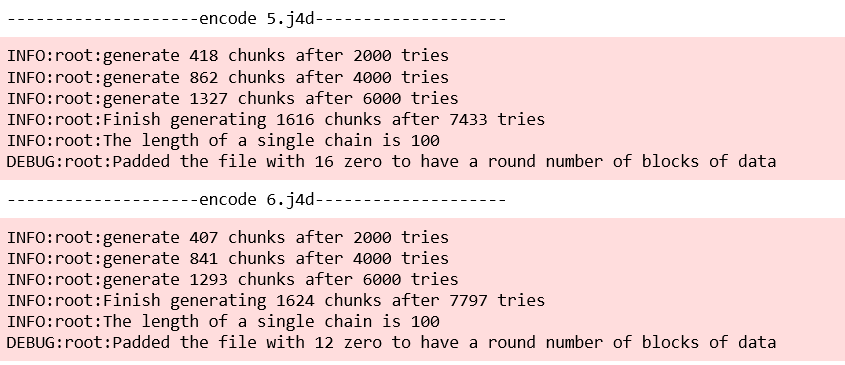 --------------------encode 5.j4d--------------------
INFO:root:generate 418 chunks after 2000 tries
INFO:root:generate 862 chunks after 4000 tries
INFO:root:generate 1327 chunks after 6000 tries
INFO:root:Finish generating 1616 chunks after 7433 tries
INFO:root:The length of a single chain is 100
DEBUG:root:Padded the file with 16 zero to have a round number of blocks of data
--------------------encode 6.j4d--------------------
INFO:root:generate 407 chunks after 2000 tries
INFO:root:generate 841 chunks after 4000 tries
INFO:root:generate 1293 chunks after 6000 tries
INFO:root:Finish generating 1624 chunks after 7797 tries
INFO:root:The length of a single chain is 100
DEBUG:root:Padded the file with 12 zero to have a round number of blocks of data